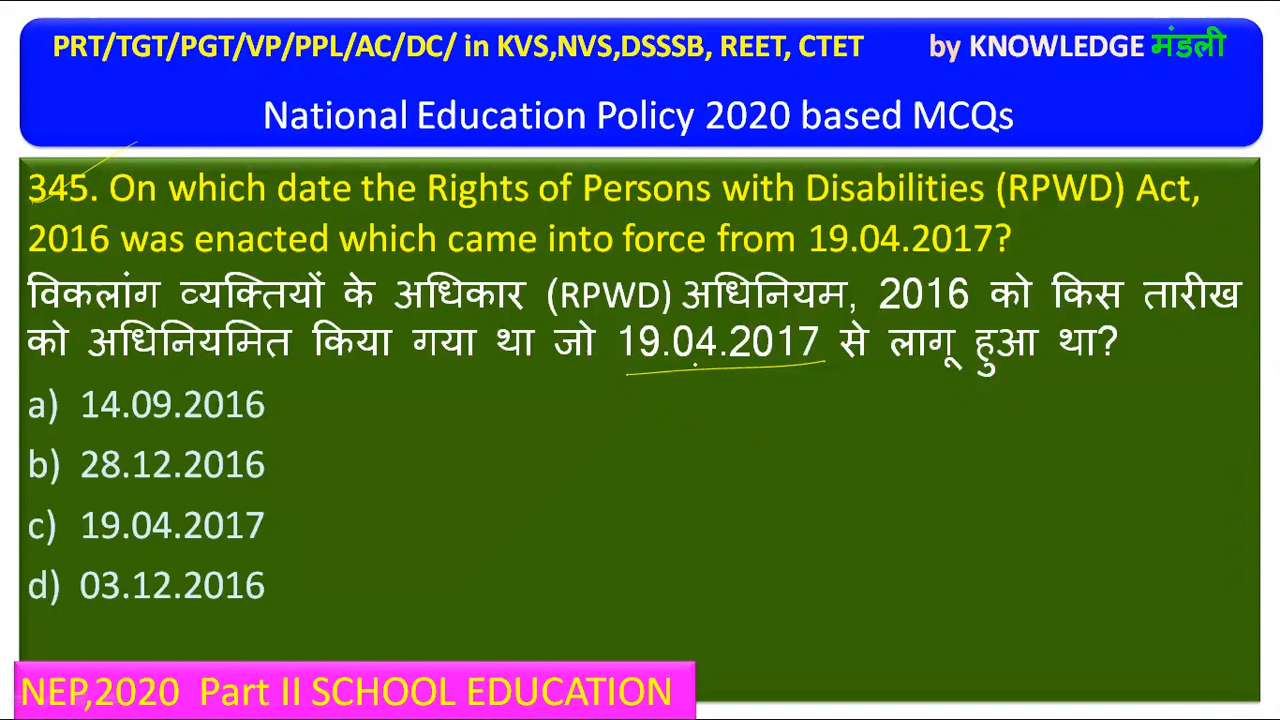 PRT/TGT/PGT/VP/PPL/AC/DC/ in KVS,NVS,DSSSB, REET, CTET by KNOWLEDGE मंडली
National Education Policy 2020 based MCQs
345. On which date the Rights of Persons with Disabilities (RPWD) Act,
2016 was enacted which came into force from 19.04.2017?
विकलांग व्यक्तियों के अधिकार (RPWD) अधिनियम, 2016 को किस तारीख
को अधिनियमित किया गया था जो 19.04.2017 से लागू हुआ था?
a) 14.09.2016
b) 28.12.2016
c) 19.04.2017
d) 03.12.2016
NEP,2020 Part II SCHOOL EDUCATION